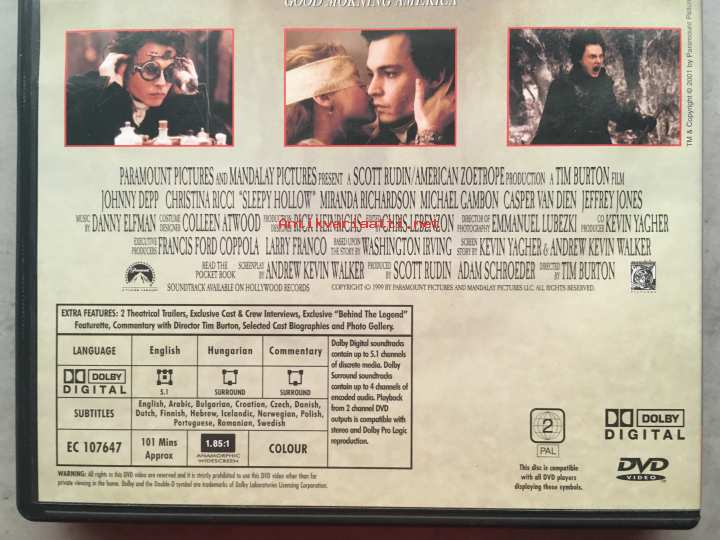 GOOD MORNING AMERICA
TM & Copyright © 2001 by Paramount Pictures
PARAMOUNT PICTURES AND MANDALAY PICTURES PRESENT A SCOTT RUDIN/AMERICAN ZOETROPE PRODUCTION A TIM BURTON FILM
JOHNNY DEPP CHRISTINA RICCI "SLEEPY HOLLOW" MIRANDA RICHARDSON MICHAEL GAMBON CASPER VAN DIEN JEFFREY JONES
MUSIC BY DANNY ELFMAN COSTUME DESIGNER COLLEEN ATWOOD PRODUCTION DESIGNER RICK HEINRICHS EDITED BY CHRIS LEBENZON DIRECTOR OF PHOTOGRAPHY EMMANUEL LUBEZKI CO PRODUCER KEVIN YAGHER
EXECUTIVE PRODUCERS FRANCIS FORD COPPOLA LARRY FRANCO BASED UPON THE STORY BY WASHINGTON IRVING SCREEN STORY BY KEVIN YAGHER & ANDREW KEVIN WALKER
READ THE POCKET BOOK SCREENPLAY BY ANDREW KEVIN WALKER PRODUCED BY SCOTT RUDIN ADAM SCHROEDER DIRECTED BY TIM BURTON
SOUNDTRACK AVAILABLE ON HOLLYWOOD RECORDS COPYRIGHT © 1999 BY PARAMOUNT PICTURES AND MANDALAY PICTURES LLC ALL RIGHTS RESERVED.
Paramount
EXTRA FEATURES: 2 Theatrical Trailers, Exclusive Cast & Crew Interviews, Exclusive "Behind The Legend"
Featurette, Commentary with Director Tim Burton, Selected Cast Biographies and Photo Gallery.
LANGUAGE English Hungarian Commentary
DOLBY DIGITAL 5.1 SURROUND SURROUND
SUBTITLES English, Arabic, Bulgarian, Croation, Czech, Danish,
Dutch, Finnish, Hebrew, Icelandic, Norwegian, Polish,
Portuguese, Romanian, Swedish
EC 107647 101 Mins Approx 1.85:1 ANAMORPHIC WIDESCREEN COLOUR
Dolby Digital soundtracks
contain up to 5.1 channels
of discrete media. Dolby
Surround soundtracks
contain up to 4 channels of
encoded audio. Playback
from 2 channel DVD
outputs is compatible with
stereo and Dolby Pro Logic
reproduction.
2
PAL
DOLBY
DIGITAL
This disc is compatible
with all DVD players
displaying these symbols.
DVD
VIDEO
WARNING: All rights in this DVD video are reserved and it is strictly prohibited to use this DVD video other than for
private viewing in the home. Dolby and the Double-D symbol are trademarks of Dolby Laboratories Licensing Corporation.